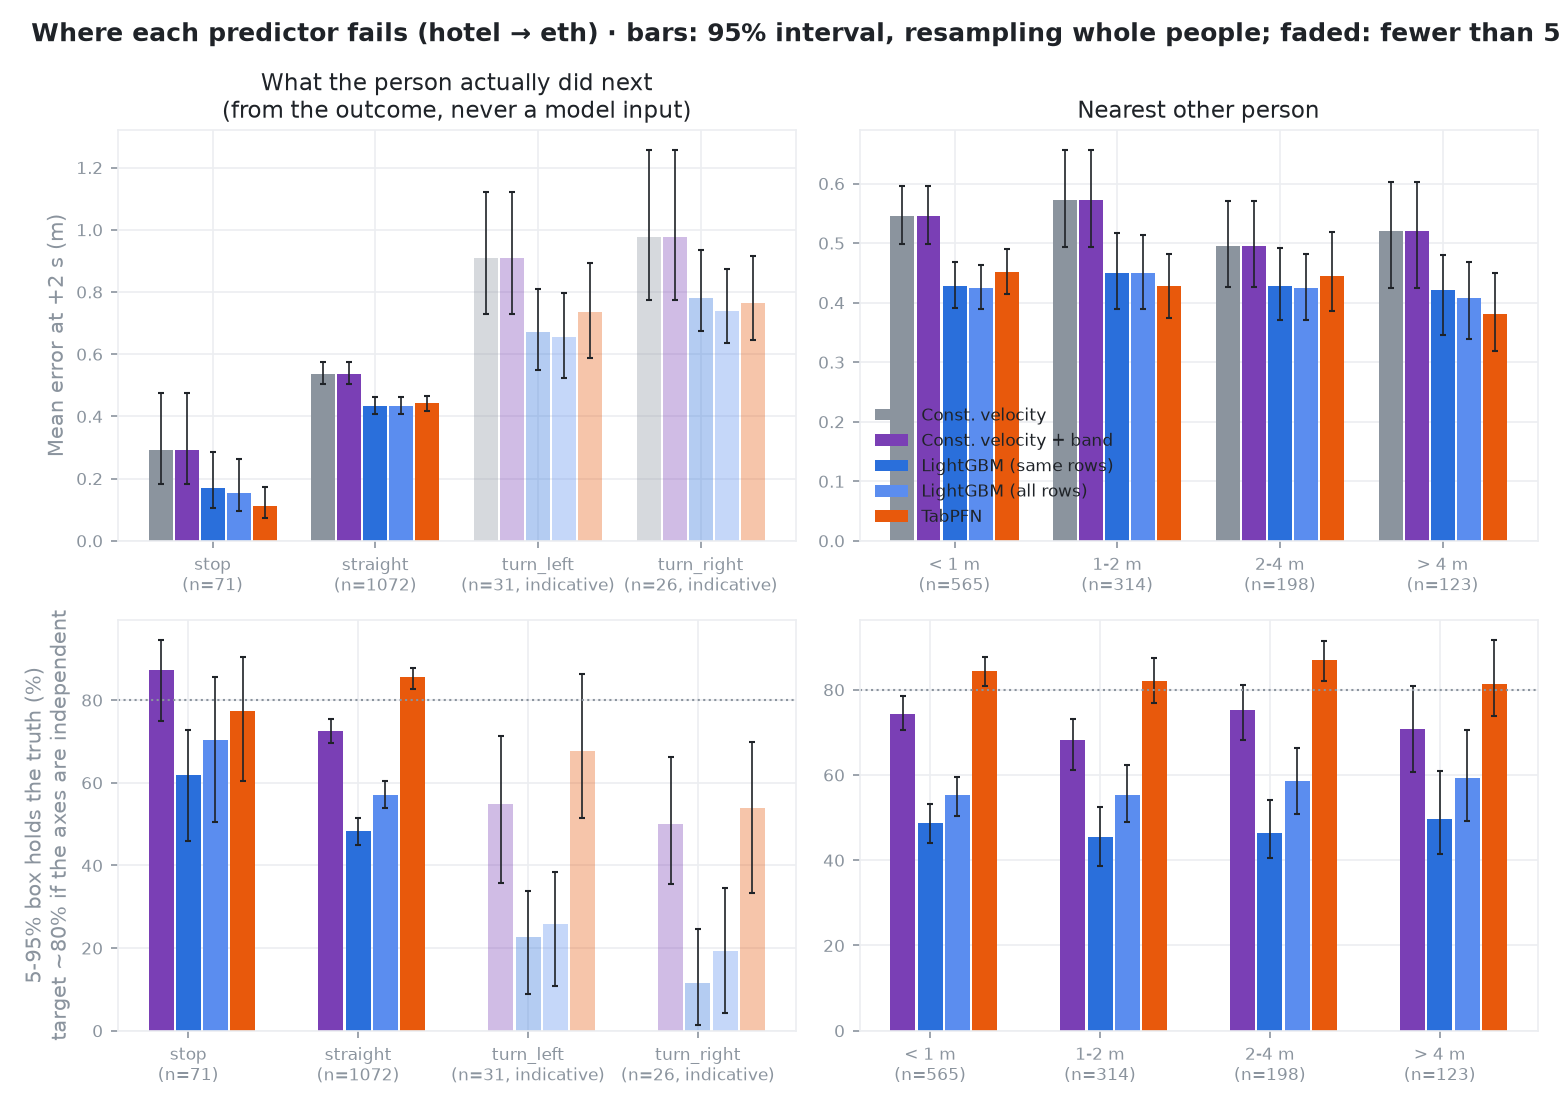 Where each predictor fails (hotel → eth) · bars: 95% interval, resampling whole people; faded: fewer than 5
What the person actually did next
(from the outcome, never a model input)
Mean error at +2 s (m)
1.2
1.0
0.8
0.6
0.4
0.2
0.0
stop
(n=71)
straight
(n=1072)
turn_left
(n=31, indicative)
turn_right
(n=26, indicative)
Nearest other person
0.6
0.5
0.4
0.3
0.2
0.1
0.0
Const. velocity
Const. velocity + band
LightGBM (same rows)
LightGBM (all rows)
TabPFN
< 1 m
(n=565)
1-2 m
(n=314)
2-4 m
(n=198)
> 4 m
(n=123)
5-95% box holds the truth (%)
target ~80% if the axes are independent
80
60
40
20
0
stop
(n=71)
straight
(n=1072)
turn_left
(n=31, indicative)
turn_right
(n=26, indicative)
80
60
40
20
0
< 1 m
(n=565)
1-2 m
(n=314)
2-4 m
(n=198)
> 4 m
(n=123)